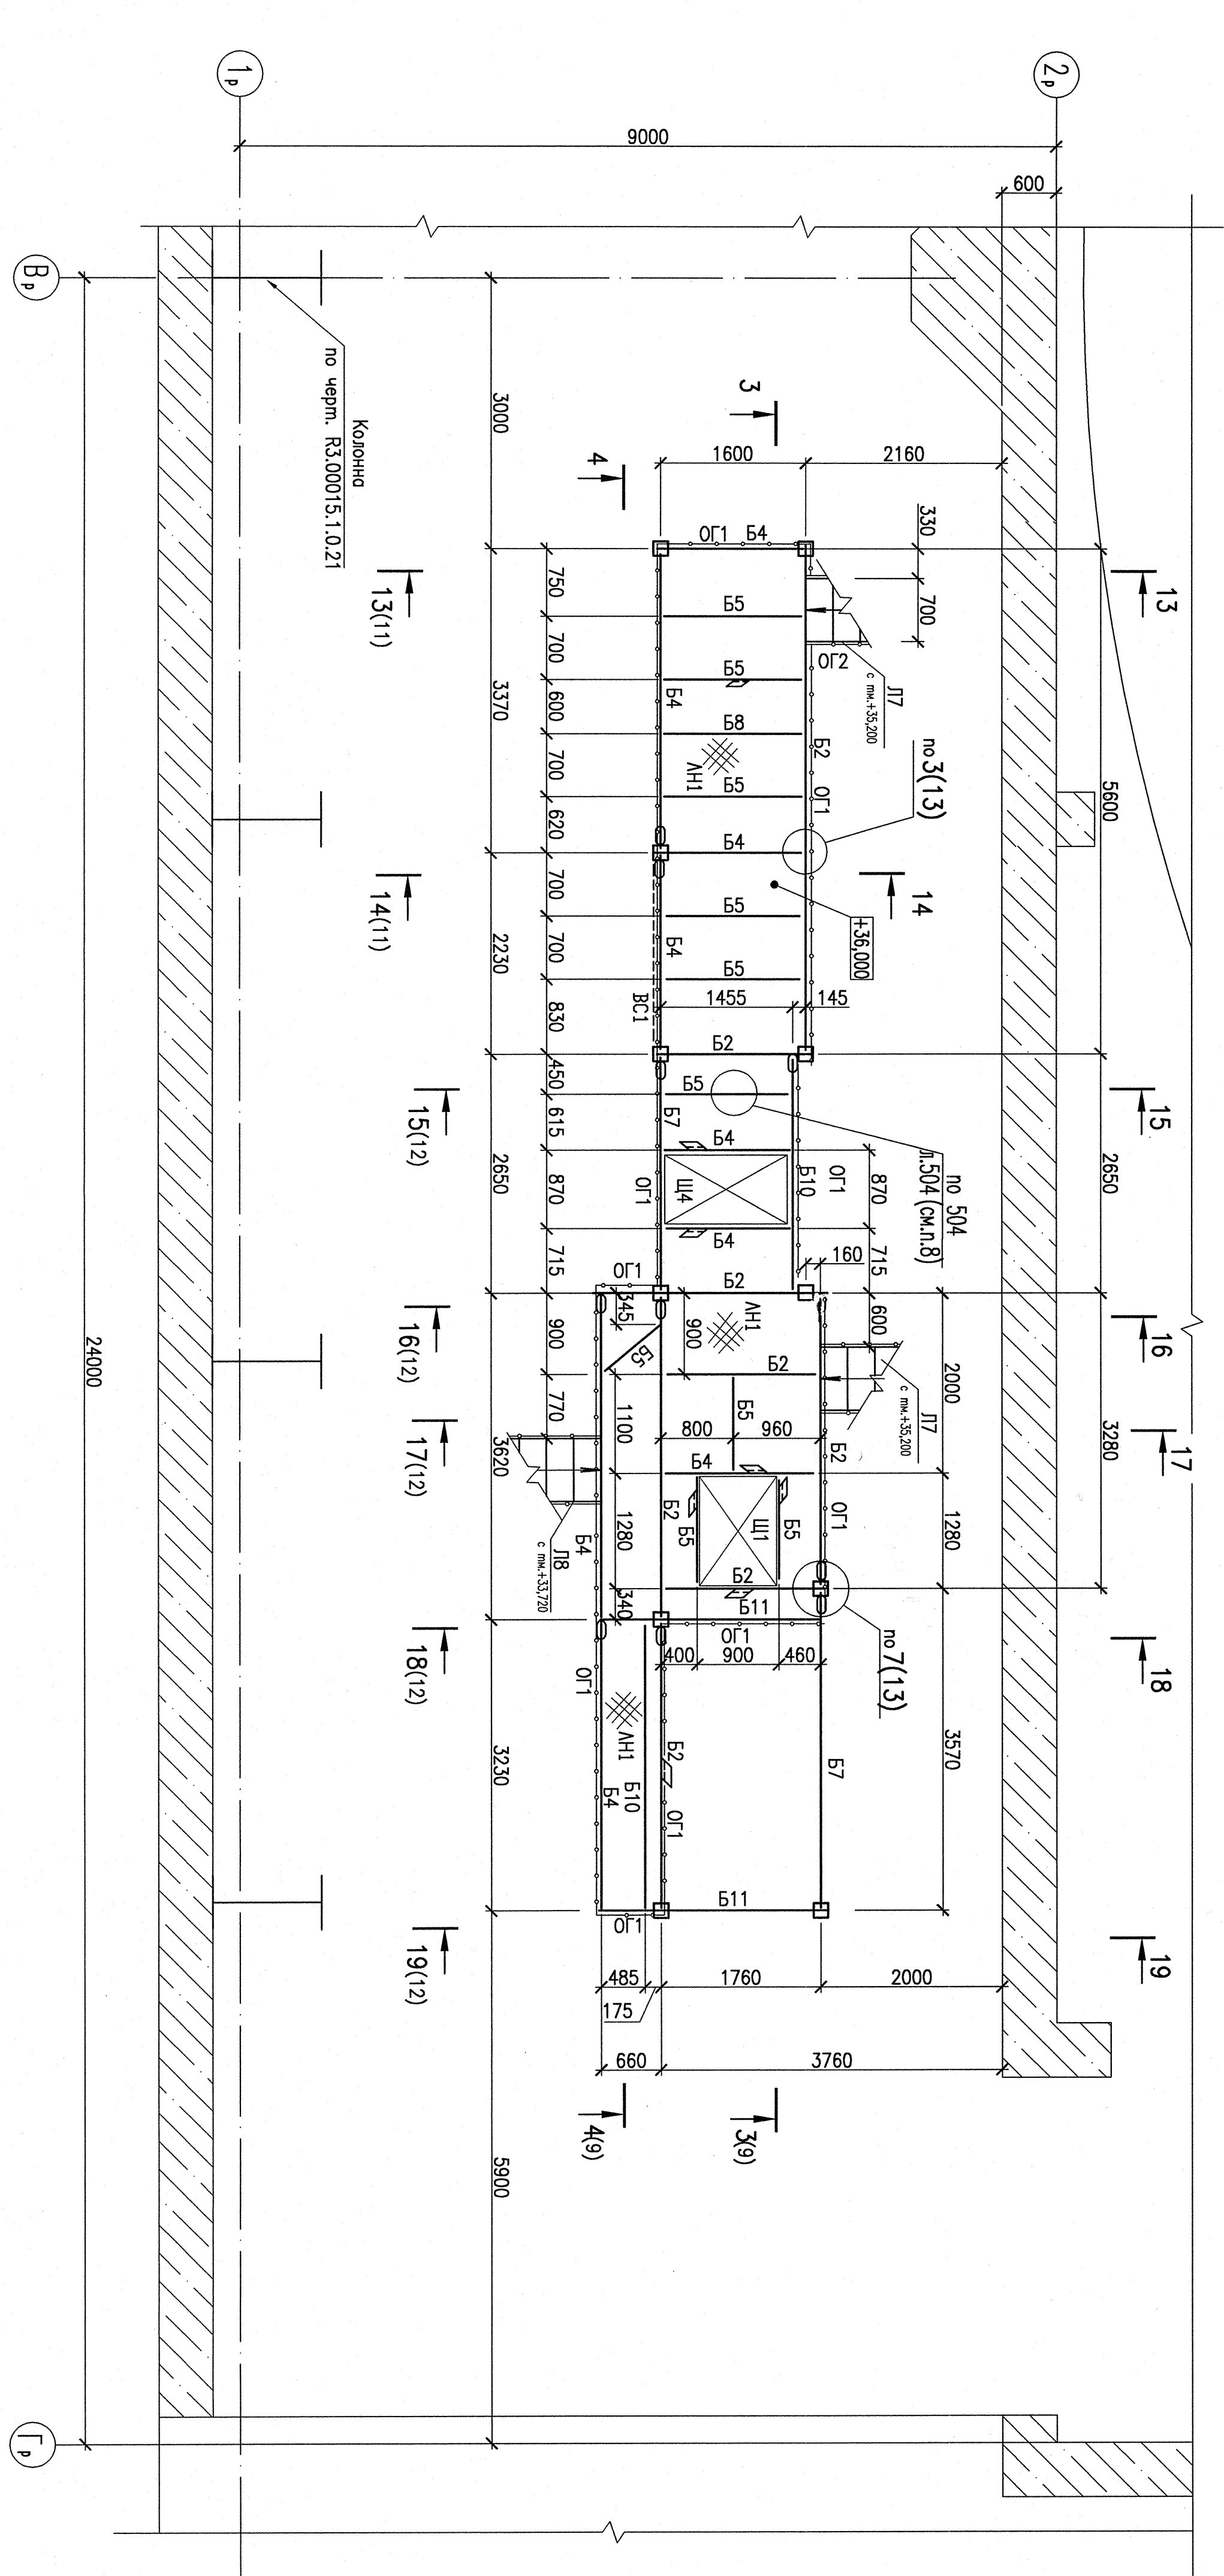 1р
2р
9000
600
Вр
Колонна
по черт. R3.00015.1.0.21
3000
3
4
1600
2160
330
700
13
13(11)
ОГ1
Б4
750
Б5
700
ОГ2
Л7
с тм.+35,200
Б5
Б4
600
3370
Б8
Б2
ЛН1
700
Б5
ОГ1
по 3(13)
5600
620
Б4
14
14(11)
700
Б5
+36,000
Б4
700
2230
Б5
ВС1
1455
145
830
Б2
450
Б5
Б7
15
15(12)
615
Б4
по 504
л.504 (см.п.8)
2650
870
ОГ1
Щ4
Б10
ОГ1
870
2650
Б4
715
160
715
ОГ1
Б2
345
16
16(12)
900
Б5
900
ЛН1
600
2000
Б2
Л7
с тм.+35,200
770
1100
Б5
800
960
Б2
3280
17
17(12)
3620
Б4
1280
Б2
Б5
Щ1
Б5
ОГ1
1280
Л8
с тм.+33,720
Б4
Б2
340
Б11
ОГ1
по 7(13)
400
900
460
18
18(12)
ОГ1
ЛН1
Б2
Б7
3570
3230
Б4
Б10
ОГ1
Б11
ОГ1
19
19(12)
485
1760
2000
175
660
3760
4(9)
3(9)
5900
24000
Гр